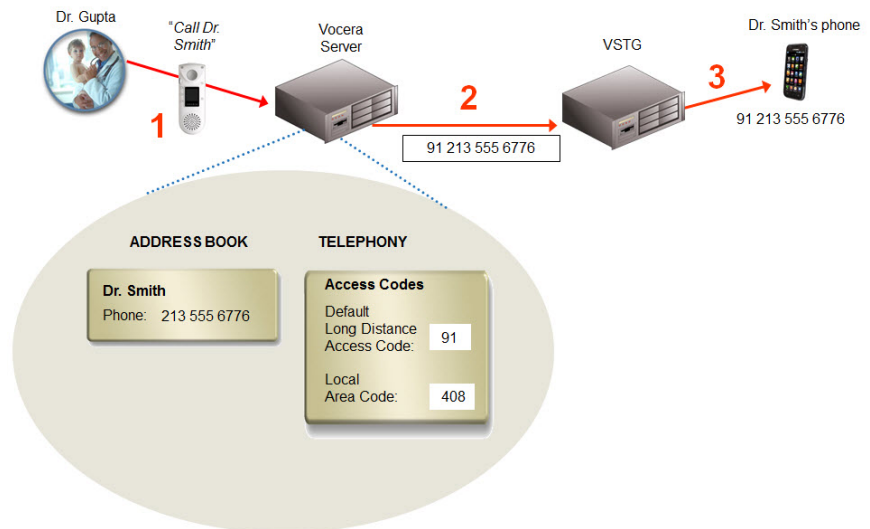 Dr. Gupta
"Call Dr.
Smith"
Vocera
Server
VSTG
Dr. Smith's phone
1
2
3
91 213 555 6776
91 213 555 6776
ADDRESS BOOK
TELEPHONY
Dr. Smith
Phone: 213 555 6776
Access Codes
Default
Long Distance
Access Code: 91
Local
Area Code: 408